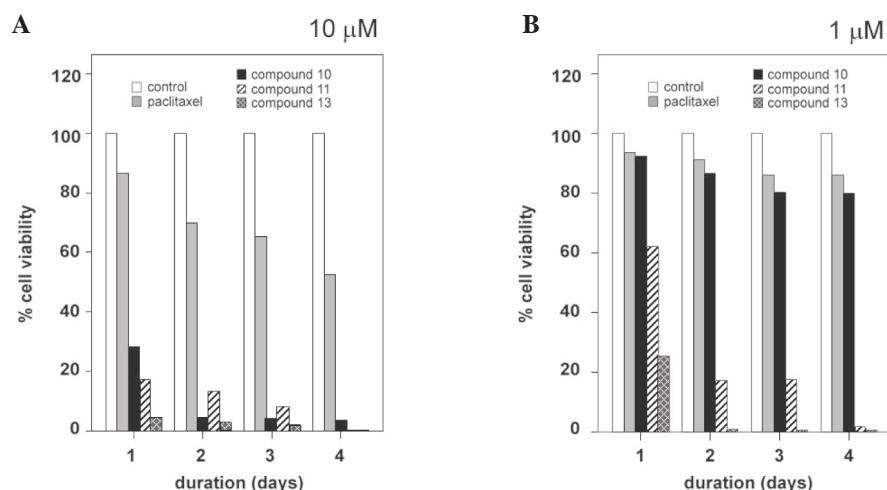 A
10 μM
120
100
80
60
40
20
0
% cell viability
control
paclitaxel
compound 10
compound 11
compound 13
1 2 3 4
duration (days)
B
1 μM
120
100
80
60
40
20
0
% cell viability
control
paclitaxel
compound 10
compound 11
compound 13
1 2 3 4
duration (days)